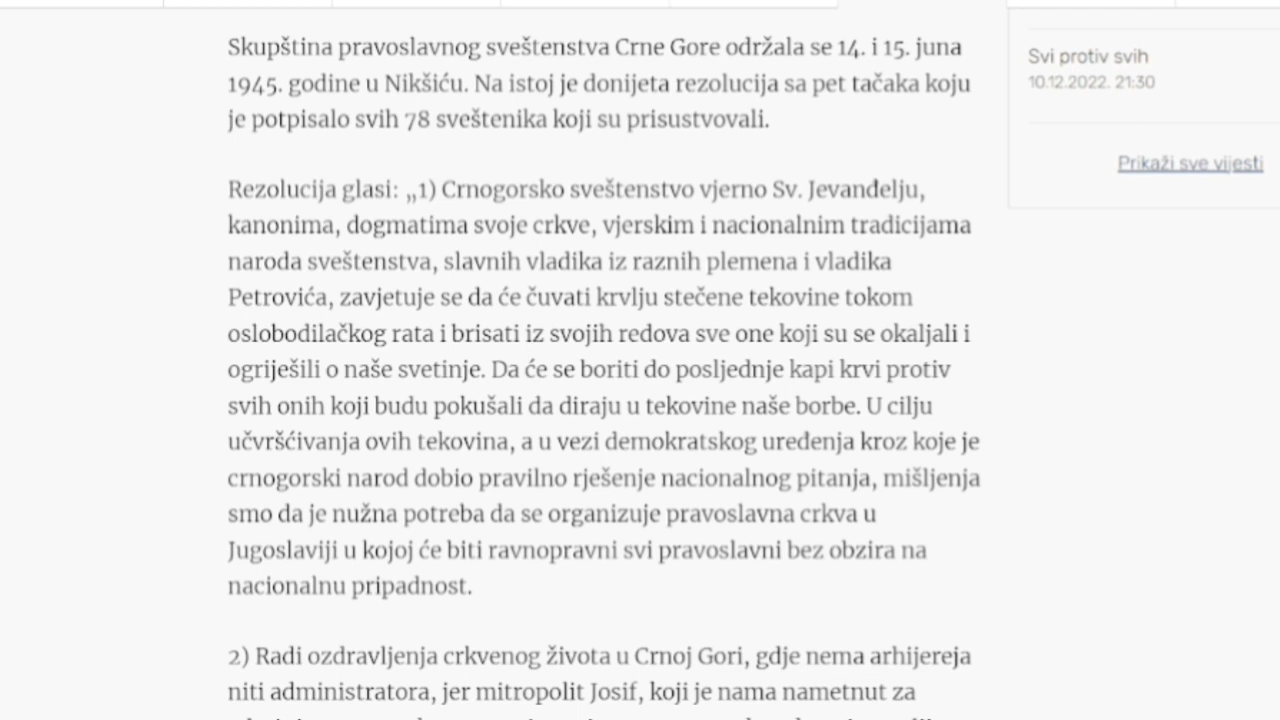 Skupština pravoslavnog sveštenstva Crne Gore održala se 14. i 15. juna
1945. godine u Nikšiću. Na istoj je donijeta rezolucija sa pet tačaka koju
je potpisalo svih 78 sveštenika koji su prisustvovali.
Rezolucija glasi: „1) Crnogorsko sveštenstvo vjerno Sv. Jevanđelju,
kanonima, dogmatima svoje crkve, vjerskim i nacionalnim tradicijama
naroda sveštenstva, slavnih vladika iz raznih plemena i vladika
Petrovića, zavjetuje se da će čuvati krvlju stečene tekovine tokom
oslobodilačkog rata i brisati iz svojih redova sve one koji su se okaljali i
ogriješili o naše svetinje. Da će se boriti do posljednje kapi krvi protiv
svih onih koji budu pokušali da diraju u tekovine naše borbe. U cilju
učvršćivanja ovih tekovina, a u vezi demokratskog uređenja kroz koje je
crnogorski narod dobio pravilno rješenje nacionalnog pitanja, mišljenja
smo da je nužna potreba da se organizuje pravoslavna crkva u
Jugoslaviji u kojoj će biti ravnopravni svi pravoslavni bez obzira na
nacionalnu pripadnost.
2) Radi ozdravljenja crkvenog života u Crnoj Gori, gdje nema arhijereja
niti administratora, jer mitropolit Josif, koji je nama nametnut za
Svi protiv svih
10.12.2022. 21:30
Prikaži sve vijesti